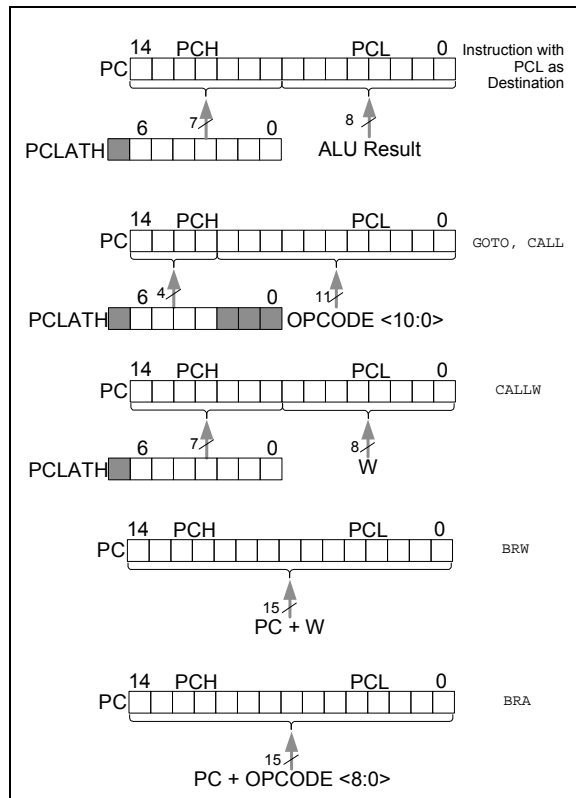 14 PCH PCL 0 Instruction with
PC PCL as
Destination
7 8
6 0
PCLATH ALU Result
14 PCH PCL 0
PC GOTO, CALL
4 11
6 0
PCLATH OPCODE <10:0>
14 PCH PCL 0
PC CALLW
7 8
6 0 W
PCLATH
14 PCH PCL 0
PC BRW
15
PC + W
14 PCH PCL 0
PC BRA
15
PC + OPCODE <8:0>